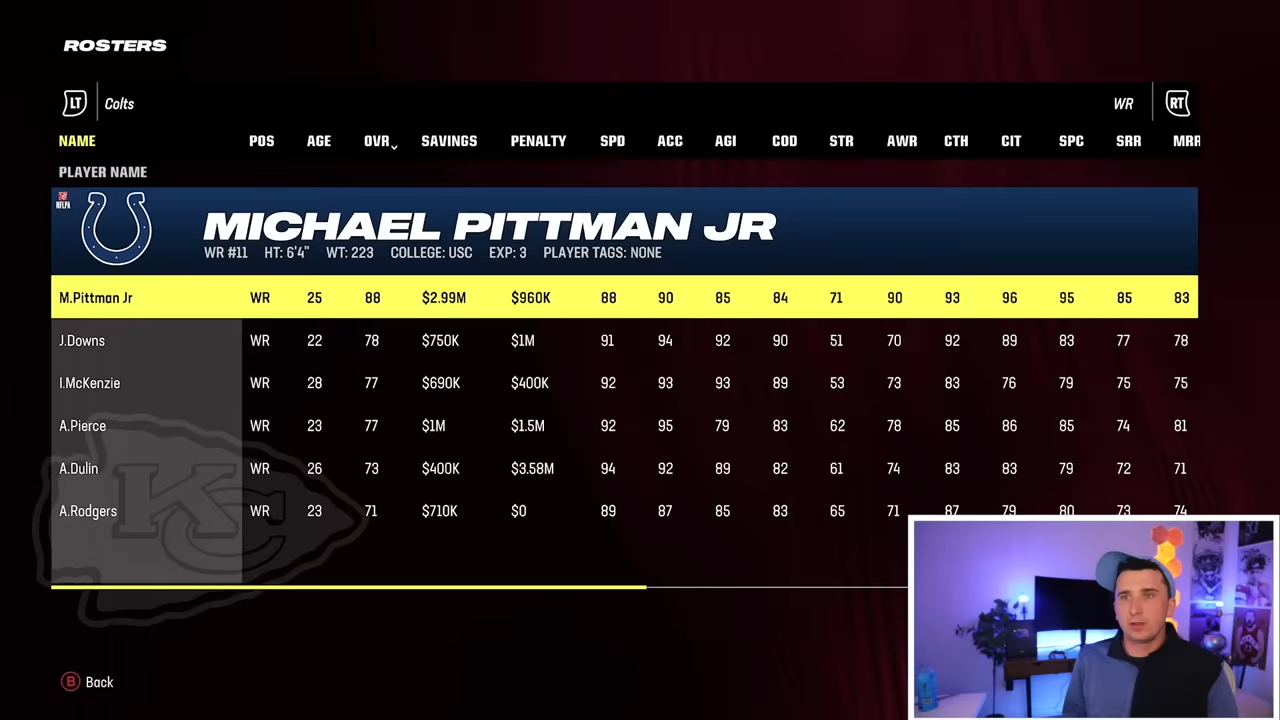 ROSTERS
LT Colts WR RT
NAME POS AGE OVR SAVINGS PENALTY SPD ACC AGI COD STR AWR CTH CIT SPC SRR MRR
PLAYER NAME
NFLPA
MICHAEL PITTMAN JR
WR #11 HT: 6'4" WT: 223 COLLEGE: USC EXP: 3 PLAYER TAGS: NONE
M.Pittman Jr WR 25 88 $2.99M $960K 88 90 85 84 71 90 93 96 95 85 83
J.Downs WR 22 78 $750K $1M 91 94 92 90 51 70 92 89 83 77 78
I.McKenzie WR 28 77 $690K $400K 92 93 93 89 53 73 83 76 79 75 75
A.Pierce WR 23 77 $1M $1.5M 92 95 79 83 62 78 85 86 85 74 81
A.Dulin WR 26 73 $400K $3.58M 94 92 89 82 61 74 83 83 79 72 71
A.Rodgers WR 23 71 $710K $0 89 87 85 83 65 71 87 79 80 73 74
KC
B Back